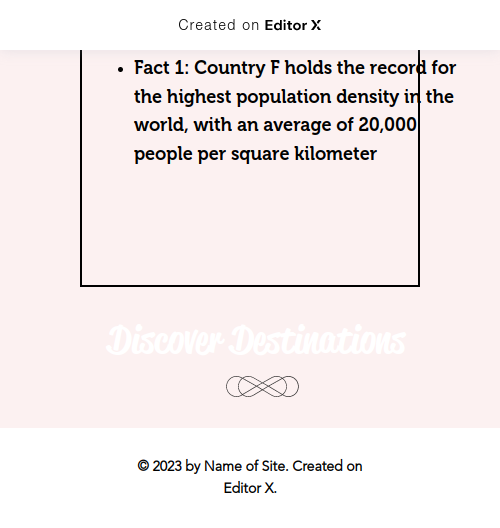 Created on Editor X
Fact 1: Country F holds the record for
the highest population density in the
world, with an average of 20,000
people per square kilometer
Discover Destinations
© 2023 by Name of Site. Created on
Editor X.